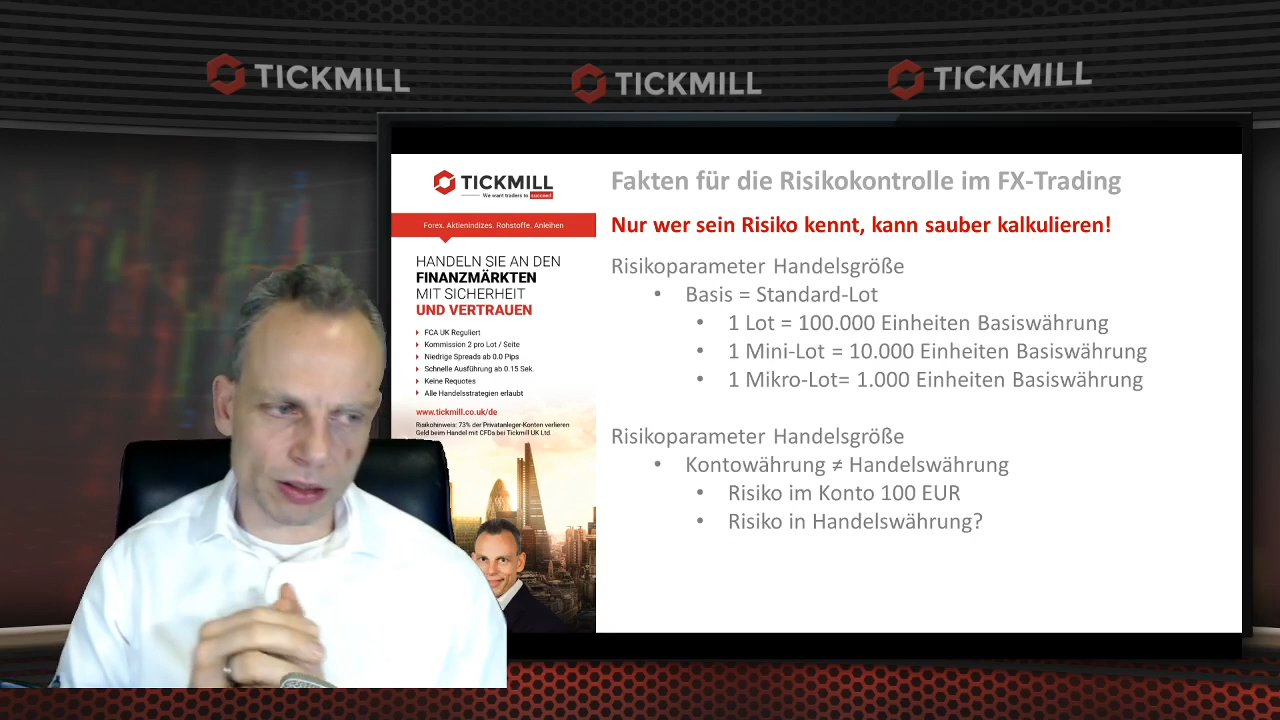 TICKMILL
TICKMILL
TICKMILL
TICKMILL
We want traders to succeed
Forex. Aktienindizes. Rohstoffe. Anleihen
HANDELN SIE AN DEN
FINANZMÄRKTEN
MIT SICHERHEIT
UND VERTRAUEN
FCA UK Reguliert
Kommission 2 pro Lot / Seite
Niedrige Spreads ab 0.0 Pips
Schnelle Ausführung ab 0.15 Sek.
Keine Requotes
Alle Handelsstrategien erlaubt
www.tickmill.co.uk/de
Risikohinweis: 73% der Privatanleger-Konten verlieren
Geld beim Handel mit CFDs bei Tickmill UK Ltd.
Fakten für die Risikokontrolle im FX-Trading
Nur wer sein Risiko kennt, kann sauber kalkulieren!
Risikoparameter Handelsgröße
• Basis = Standard-Lot
• 1 Lot = 100.000 Einheiten Basiswährung
• 1 Mini-Lot = 10.000 Einheiten Basiswährung
• 1 Mikro-Lot= 1.000 Einheiten Basiswährung
Risikoparameter Handelsgröße
• Kontowährung ≠ Handelswährung
• Risiko im Konto 100 EUR
• Risiko in Handelswährung?